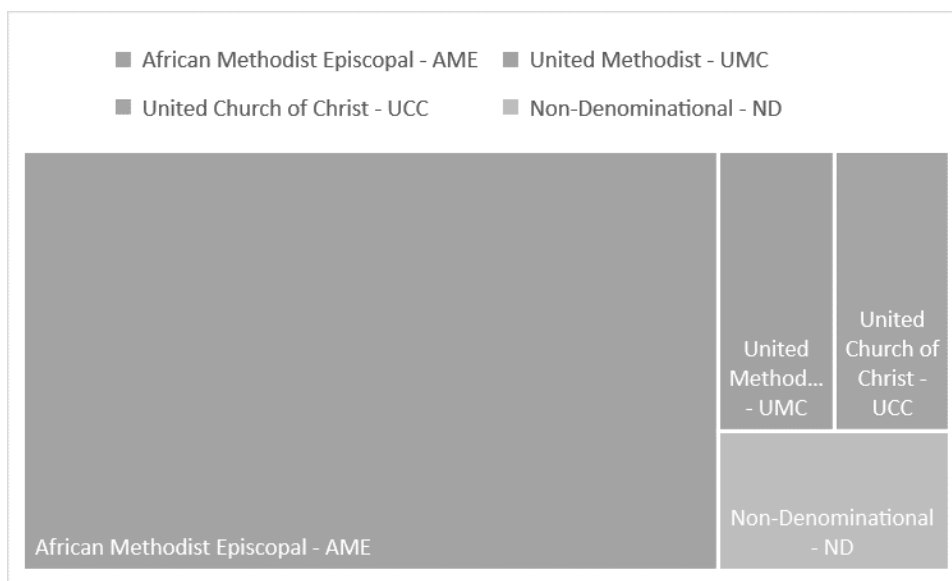 African Methodist Episcopal - AME United Methodist - UMC
United Church of Christ - UCC Non-Denominational - ND
African Methodist Episcopal - AME
United
Method...
- UMC
United
Church of
Christ -
UCC
Non-Denominational
- ND